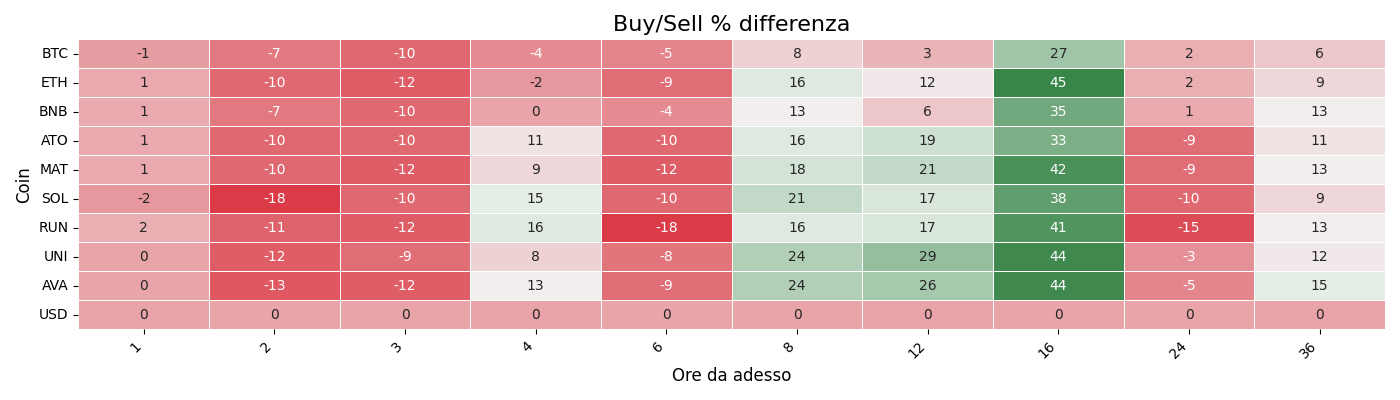 Buy/Sell % differenza
Coin
BTC -1 -7 -10 -4 -5 8 3 27 2 6
ETH 1 -10 -12 -2 -9 16 12 45 2 9
BNB 1 -7 -10 0 -4 13 6 35 1 13
ATO 1 -10 -10 11 -10 16 19 33 -9 11
MAT 1 -10 -12 9 -12 18 21 42 -9 13
SOL -2 -18 -10 15 -10 21 17 38 -10 9
RUN 2 -11 -12 16 -18 16 17 41 -15 13
UNI 0 -12 -9 8 -8 24 29 44 -3 12
AVA 0 -13 -12 13 -9 24 26 44 -5 15
USD 0 0 0 0 0 0 0 0 0 0
1 2 3 4 6 8 12 16 24 36
Ore da adesso